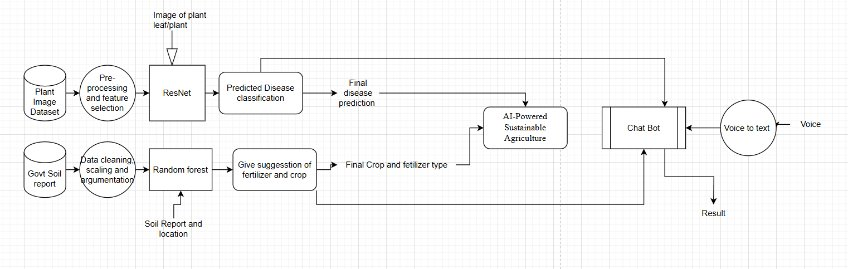 Image of plant
leaf/plant
Plant
Image
Dataset
Pre-
processing
and feature
selection
ResNet
Predicted Disease
classification
Final
disease
prediction
AI-Powered
Sustainable
Agriculture
Chat Bot
Voice to text
Voice
Govt Soil
report
Data cleaning,
scaling and
argumentation
Random forest
Give suggesstion of
fertilizer and crop
Final Crop and fetilizer type
Soil Report and
location
Result